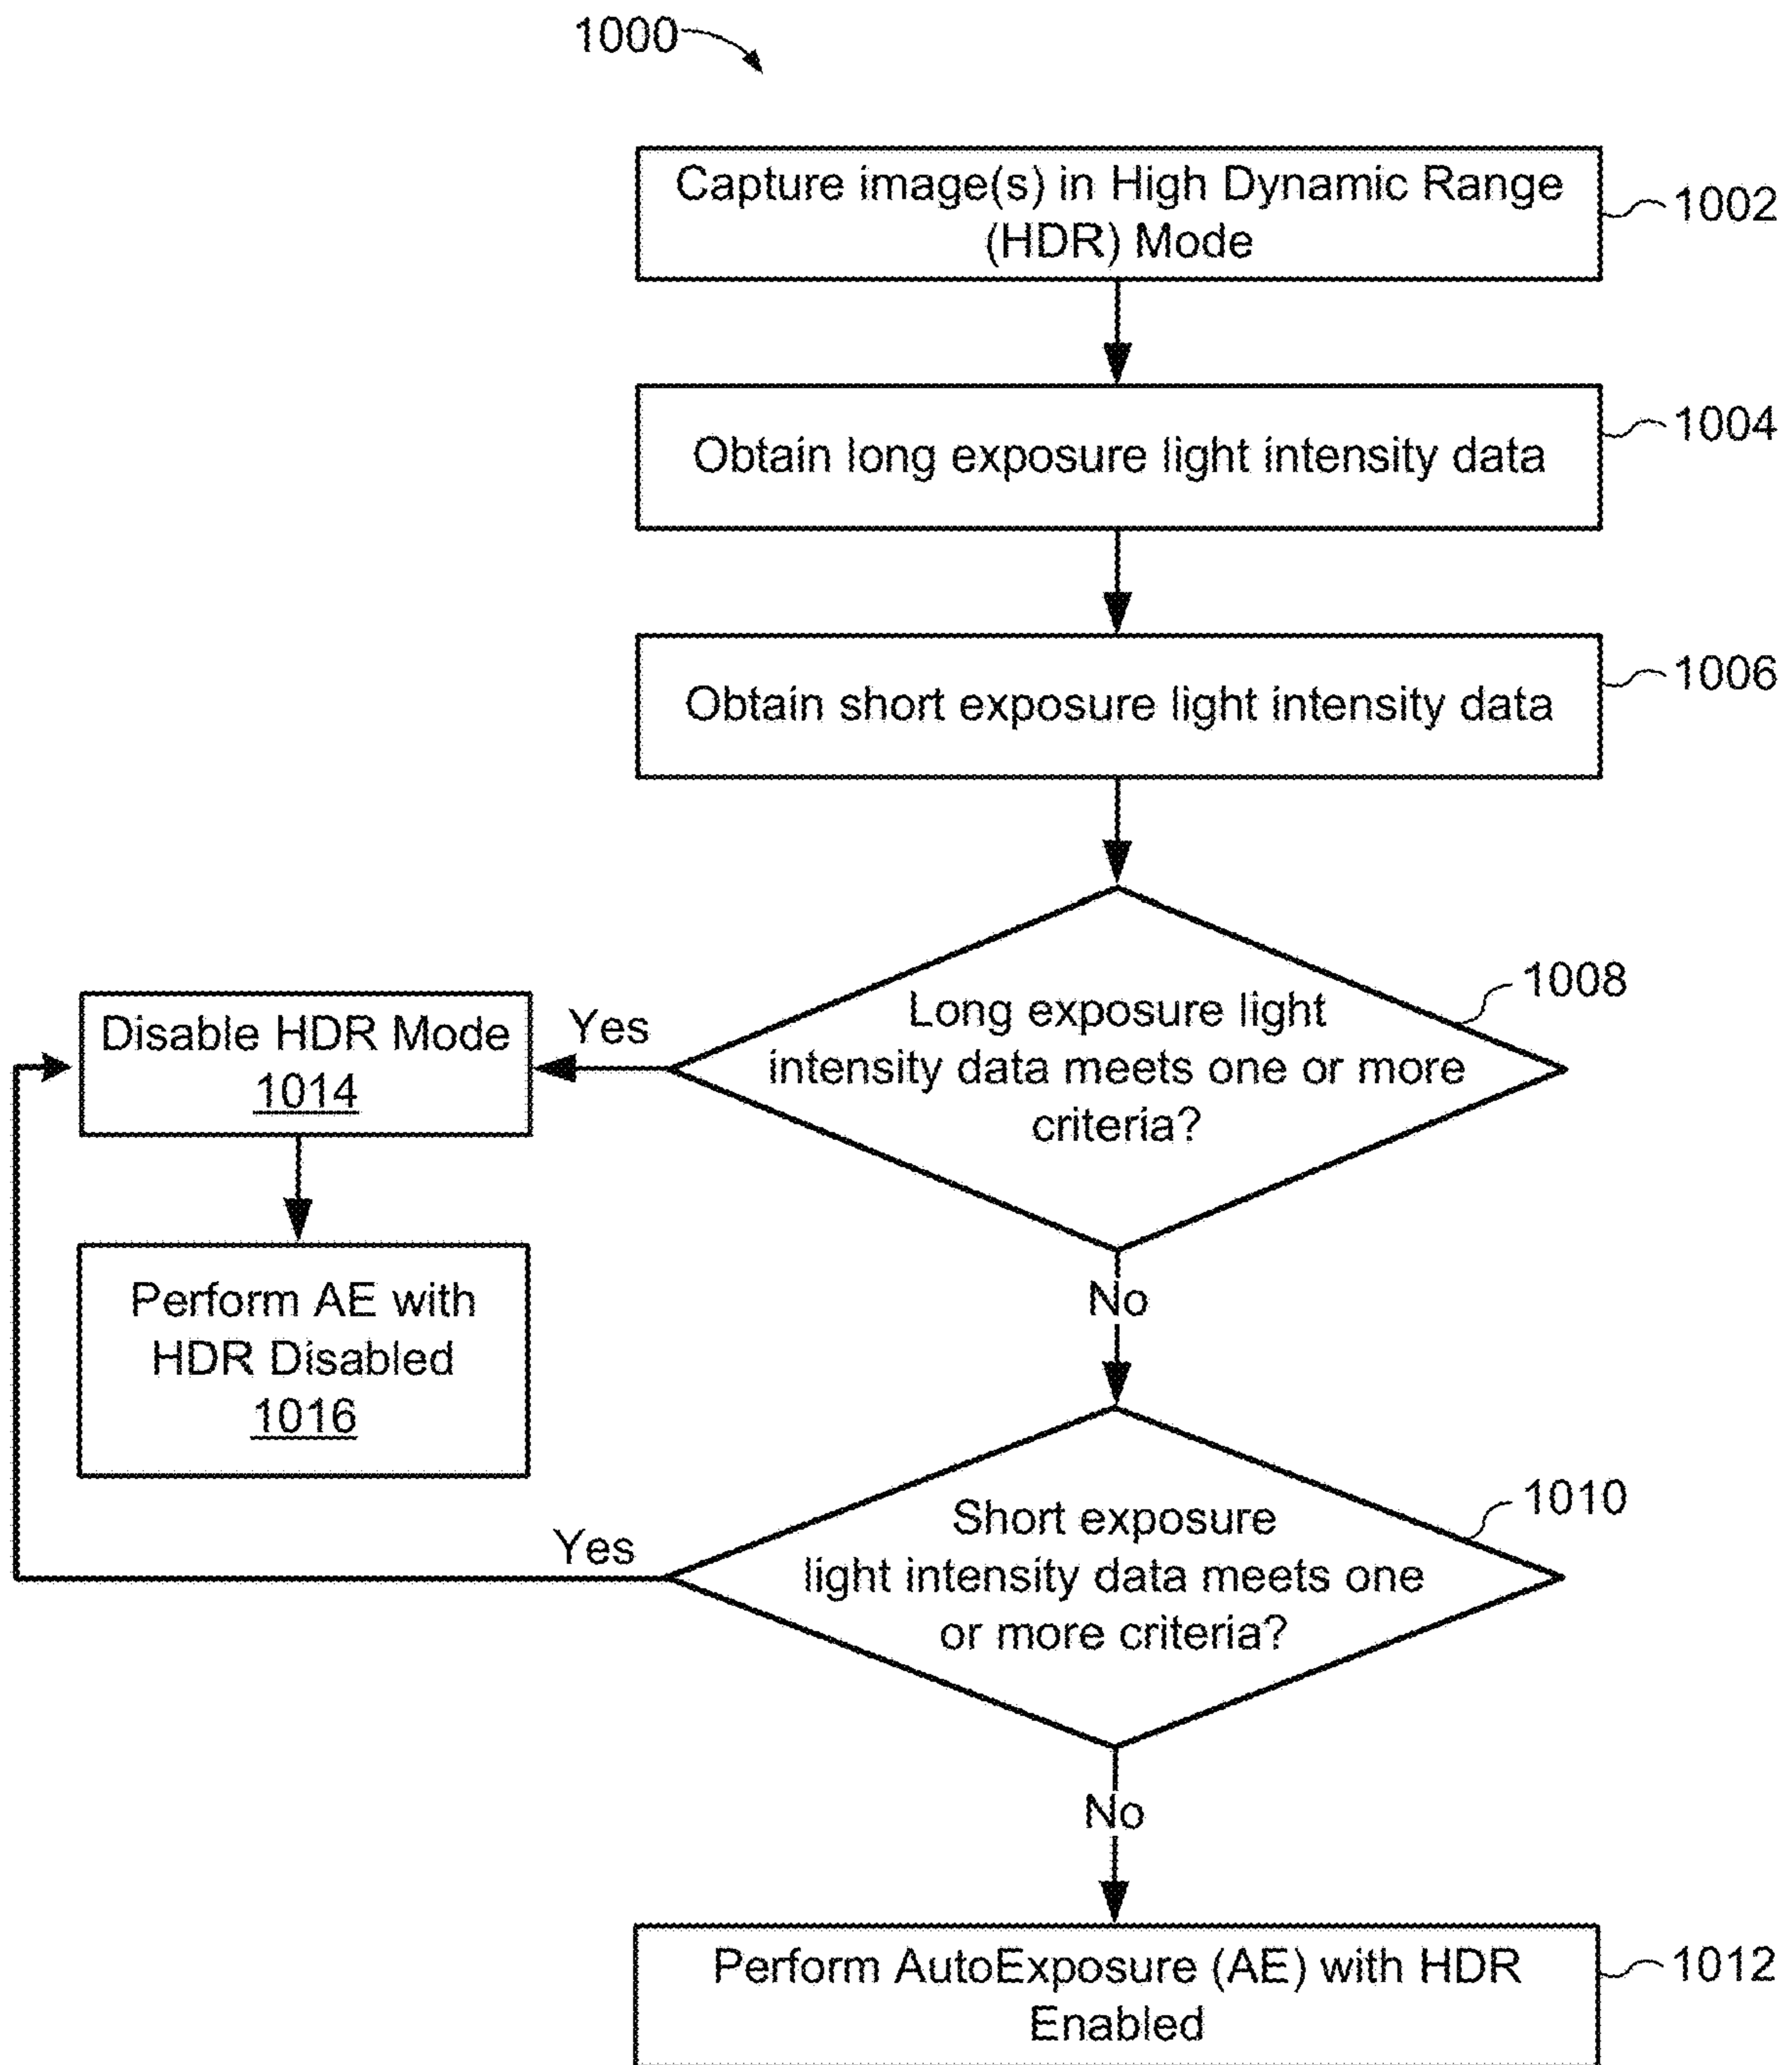 1000
Capture image(s) in High Dynamic Range
(HDR) Mode
1002
Obtain long exposure light intensity data
1004
Obtain short exposure light intensity data
1006
Long exposure light
intensity data meets one or more
criteria?
1008
Yes
Disable HDR Mode
1014
Perform AE with
HDR Disabled
1016
No
Short exposure
light intensity data meets one
or more criteria?
1010
Yes
No
Perform AutoExposure (AE) with HDR
Enabled
1012